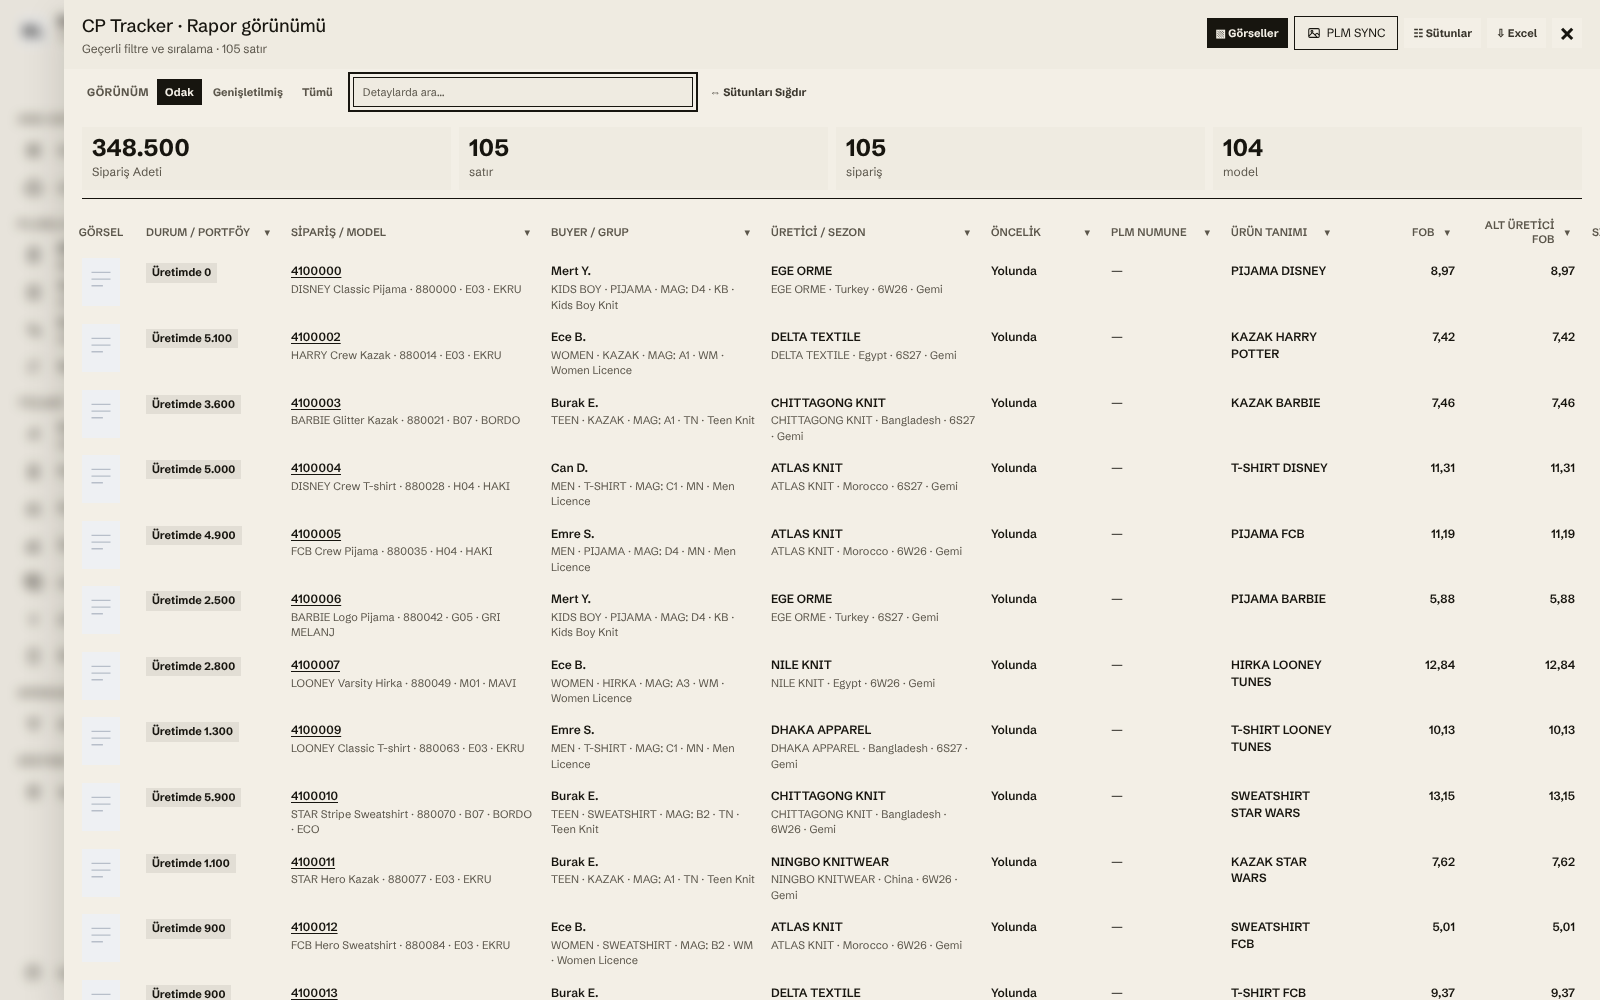 CP Tracker · Rapor görünümü
Geçerli filtre ve sıralama · 105 satır
Görseller
PLM SYNC
Sütunlar
Excel
GÖRÜNÜM
Odak
Genişletilmiş
Tümü
Detaylarda ara...
↔ Sütunları Sığdır
348.500
Sipariş Adeti
105
satır
105
sipariş
104
model
GÖRSEL
DURUM / PORTFÖY
SİPARİŞ / MODEL
BUYER / GRUP
ÜRETİCİ / SEZON
ÖNCELİK
PLM NUMUNE
ÜRÜN TANIMI
FOB
ALT ÜRETİCİ
FOB
Üretimde 0
4100000
DISNEY Classic Pijama · 880000 · E03 · EKRU
Mert Y.
KIDS BOY · PIJAMA · MAG: D4 · KB ·
Kids Boy Knit
EGE ORME
EGE ORME · Turkey · 6W26 · Gemi
Yolunda
—
PIJAMA DISNEY
8,97
8,97
Üretimde 5.100
4100002
HARRY Crew Kazak · 880014 · E03 · EKRU
Ece B.
WOMEN · KAZAK · MAG: A1 · WM ·
Women Licence
DELTA TEXTILE
DELTA TEXTILE · Egypt · 6S27 · Gemi
Yolunda
—
KAZAK HARRY
POTTER
7,42
7,42
Üretimde 3.600
4100003
BARBIE Glitter Kazak · 880021 · B07 · BORDO
Burak E.
TEEN · KAZAK · MAG: A1 · TN · Teen Knit
CHITTAGONG KNIT
CHITTAGONG KNIT · Bangladesh · 6S27
· Gemi
Yolunda
—
KAZAK BARBIE
7,46
7,46
Üretimde 5.000
4100004
DISNEY Crew T-shirt · 880028 · H04 · HAKI
Can D.
MEN · T-SHIRT · MAG: C1 · MN · Men
Licence
ATLAS KNIT
ATLAS KNIT · Morocco · 6S27 · Gemi
Yolunda
—
T-SHIRT DISNEY
11,31
11,31
Üretimde 4.900
4100005
FCB Crew Pijama · 880035 · H04 · HAKI
Emre S.
MEN · PIJAMA · MAG: D4 · MN · Men
Licence
ATLAS KNIT
ATLAS KNIT · Morocco · 6W26 · Gemi
Yolunda
—
PIJAMA FCB
11,19
11,19
Üretimde 2.500
4100006
BARBIE Logo Pijama · 880042 · G05 · GRI
MELANJ
Mert Y.
KIDS BOY · PIJAMA · MAG: D4 · KB ·
Kids Boy Knit
EGE ORME
EGE ORME · Turkey · 6S27 · Gemi
Yolunda
—
PIJAMA BARBIE
5,88
5,88
Üretimde 2.800
4100007
LOONEY Varsity Hirka · 880049 · M01 · MAVI
Ece B.
WOMEN · HIRKA · MAG: A3 · WM ·
Women Licence
NILE KNIT
NILE KNIT · Egypt · 6W26 · Gemi
Yolunda
—
HIRKA LOONEY
TUNES
12,84
12,84
Üretimde 1.300
4100009
LOONEY Classic T-shirt · 880063 · E03 · EKRU
Emre S.
MEN · T-SHIRT · MAG: C1 · MN · Men
Licence
DHAKA APPAREL
DHAKA APPAREL · Bangladesh · 6S27 ·
Gemi
Yolunda
—
T-SHIRT LOONEY
TUNES
10,13
10,13
Üretimde 5.900
4100010
STAR Stripe Sweatshirt · 880070 · B07 · BORDO
· ECO
Burak E.
TEEN · SWEATSHIRT · MAG: B2 · TN ·
Teen Knit
CHITTAGONG KNIT
CHITTAGONG KNIT · Bangladesh ·
6W26 · Gemi
Yolunda
—
SWEATSHIRT
STAR WARS
13,15
13,15
Üretimde 1.100
4100011
STAR Hero Kazak · 880077 · E03 · EKRU
Burak E.
TEEN · KAZAK · MAG: A1 · TN · Teen Knit
NINGBO KNITWEAR
NINGBO KNITWEAR · China · 6W26 ·
Gemi
Yolunda
—
KAZAK STAR
WARS
7,62
7,62
Üretimde 900
4100012
FCB Hero Sweatshirt · 880084 · E03 · EKRU
Ece B.
WOMEN · SWEATSHIRT · MAG: B2 · WM
· Women Licence
ATLAS KNIT
ATLAS KNIT · Morocco · 6W26 · Gemi
Yolunda
—
SWEATSHIRT
FCB
5,01
5,01
Üretimde 900
4100013
Burak E.
DELTA TEXTILE
Yolunda
—
T-SHIRT FCB
9,37
9,37